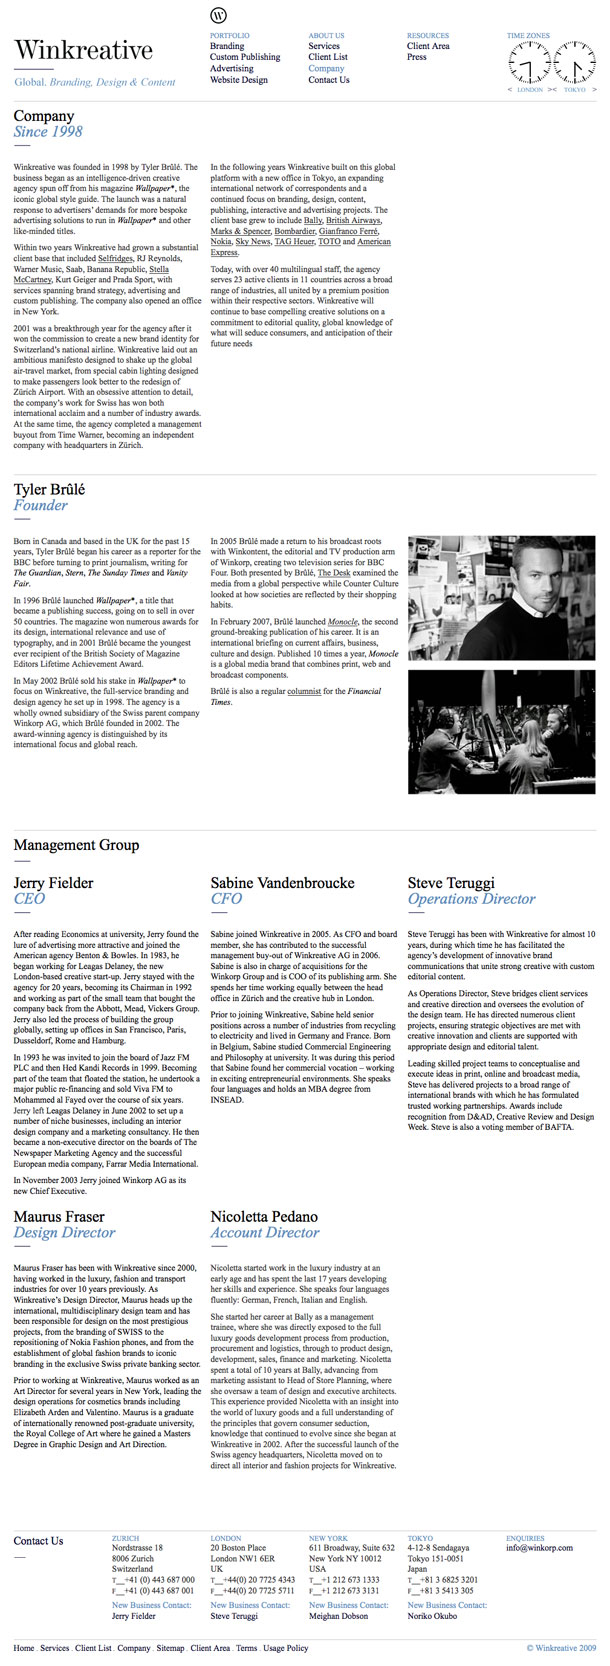 W
PORTFOLIO
Branding
Custom Publishing
Advertising
Website Design
ABOUT US
Services
Client List
Company
Contact Us
RESOURCES
Client Area
Press
TIME ZONES
< LONDON >< TOKYO >
Winkreative
Global. Branding, Design & Content
Company
Since 1998
Winkreative was founded in 1998 by Tyler Brûlé. The
business began as an intelligence-driven creative
agency spun off from his magazine Wallpaper*, the
iconic global style guide. The launch was a natural
response to advertisers' demands for more bespoke
advertising solutions to run in Wallpaper* and other
like-minded titles.
Within two years Winkreative had grown a substantial
client base that included Selfridges, RJ Reynolds,
Warner Music, Saab, Banana Republic, Stella
McCartney, Kurt Geiger and Prada Sport, with
services spanning brand strategy, advertising and
custom publishing. The company also opened an office
in New York.
2001 was a breakthrough year for the agency after it
won the commission to create a new brand identity for
Switzerland's national airline. Winkreative laid out an
ambitious manifesto designed to shake up the global
air-travel market, from special cabin lighting designed
to make passengers look better to the redesign of
Zürich Airport. With an obsessive attention to detail,
the company's work for Swiss has won both
international acclaim and a number of industry awards.
At the same time, the agency completed a management
buyout from Time Warner, becoming an independent
company with headquarters in Zürich.
In the following years Winkreative built on this global
platform with a new office in Tokyo, an expanding
international network of correspondents and a
continued focus on branding, design, content,
publishing, interactive and advertising projects. The
client base grew to include Bally, British Airways,
Marks & Spencer, Bombardier, Gianfranco Ferré,
Nokia, Sky News, TAG Heuer, TOTO and American
Express.
Today, with over 40 multilingual staff, the agency
serves 23 active clients in 11 countries across a broad
range of industries, all united by a premium position
within their respective sectors. Winkreative will
continue to base compelling creative solutions on a
commitment to editorial quality, global knowledge of
what will seduce consumers, and anticipation of their
future needs
Tyler Brûlé
Founder
Born in Canada and based in the UK for the past 15
years, Tyler Brûlé began his career as a reporter for the
BBC before turning to print journalism, writing for
The Guardian, Stern, The Sunday Times and Vanity
Fair.
In 1996 Brûlé launched Wallpaper*, a title that
became a publishing success, going on to sell in over
50 countries. The magazine won numerous awards for
its design, international relevance and use of
typography, and in 2001 Brûlé became the youngest
ever recipient of the British Society of Magazine
Editors Lifetime Achievement Award.
In May 2002 Brûlé sold his stake in Wallpaper* to
focus on Winkreative, the full-service branding and
design agency he set up in 1998. The agency is a
wholly owned subsidiary of the Swiss parent company
Winkorp AG, which Brûlé founded in 2002. The
award-winning agency is distinguished by its
international focus and global reach.
In 2005 Brûlé made a return to his broadcast roots
with Winkontent, the editorial and TV production arm
of Winkorp, creating two television series for BBC
Four. Both presented by Brûlé, The Desk examined the
media from a global perspective while Counter Culture
looked at how societies are reflected by their shopping
habits.
In February 2007, Brûlé launched Monocle, the second
ground-breaking publication of his career. It is an
international briefing on current affairs, business,
culture and design. Published 10 times a year, Monocle
is a global media brand that combines print, web and
broadcast components.
Brûlé is also a regular columnist for the Financial
Times.
Management Group
Jerry Fielder
CEO
After reading Economics at university, Jerry found the
lure of advertising more attractive and joined the
American agency Benton & Bowles. In 1983, he
began working for Leagas Delaney, the new
London-based creative start-up. Jerry stayed with the
agency for 20 years, becoming its Chairman in 1992
and working as part of the small team that bought the
company back from the Abbott, Mead, Vickers Group.
Jerry also led the process of building the group
globally, setting up offices in San Francisco, Paris,
Dusseldorf, Rome and Hamburg.
In 1993 he was invited to join the board of Jazz FM
PLC and then Hed Kandi Records in 1999. Becoming
part of the team that floated the station, he undertook a
major public re-financing and sold Viva FM to
Mohammed al Fayed over the course of six years.
Jerry left Leagas Delaney in June 2002 to set up a
number of niche businesses, including an interior
design company and a marketing consultancy. He then
became a non-executive director on the boards of The
Newspaper Marketing Agency and the successful
European media company, Farrar Media International.
In November 2003 Jerry joined Winkorp AG as its
new Chief Executive.
Sabine Vandenbroucke
CFO
Sabine joined Winkreative in 2005. As CFO and board
member, she has contributed to the successful
management buy-out of Winkreative AG in 2006.
Sabine is also in charge of acquisitions for the
Winkorp Group and is COO of its publishing arm. She
spends her time working equally between the head
office in Zürich and the creative hub in London.
Prior to joining Winkreative, Sabine held senior
positions across a number of industries from recycling
to electricity and lived in Germany and France. Born
in Belgium, Sabine studied Commercial Engineering
and Philosophy at university. It was during this period
that Sabine found her commercial vocation – working
in exciting entrepreneurial environments. She speaks
four languages and holds an MBA degree from
INSEAD.
Steve Teruggi
Operations Director
Steve Teruggi has been with Winkreative for almost 10
years, during which time he has facilitated the
agency's development of innovative brand
communications that unite strong creative with custom
editorial content.
As Operations Director, Steve bridges client services
and creative direction and oversees the evolution of
the design team. He has directed numerous client
projects, ensuring strategic objectives are met with
creative innovation and clients are supported with
appropriate design and editorial talent.
Leading skilled project teams to conceptualise and
execute ideas in print, online and broadcast media,
Steve has delivered projects to a broad range of
international brands with which he has formulated
trusted working partnerships. Awards include
recognition from D&AD, Creative Review and Design
Week. Steve is also a voting member of BAFTA.
Maurus Fraser
Design Director
Maurus Fraser has been with Winkreative since 2000,
having worked in the luxury, fashion and transport
industries for over 10 years previously. As
Winkreative's Design Director, Maurus heads up the
international, multidisciplinary design team and has
been responsible for design on the most prestigious
projects, from the branding of SWISS to the
repositioning of Nokia Fashion phones, and from the
establishment of global fashion brands to iconic
branding in the exclusive Swiss private banking sector.
Prior to working at Winkreative, Maurus worked as an
Art Director for several years in New York, leading the
design operations for cosmetics brands including
Elizabeth Arden and Valentino. Maurus is a graduate
of internationally renowned post-graduate university,
the Royal College of Art where he gained a Masters
Degree in Graphic Design and Art Direction.
Nicoletta Pedano
Account Director
Nicoletta started work in the luxury industry at an
early age and has spent the last 17 years developing
her skills and experience. She speaks four languages
fluently: German, French, Italian and English.
She started her career at Bally as a management
trainee, where she was directly exposed to the full
luxury goods development process from production,
procurement and logistics, through to product design,
development, sales, finance and marketing. Nicoletta
spent a total of 10 years at Bally, advancing from
marketing assistant to Head of Store Planning, where
she oversaw a team of design and executive architects.
This experience provided Nicoletta with an insight into
the world of luxury goods and a full understanding of
the principles that govern consumer seduction,
knowledge that continued to evolve since she began at
Winkreative in 2002. After the successful launch of the
Swiss agency headquarters, Nicoletta moved on to
direct all interior and fashion projects for Winkreative.
Contact Us
ZURICH
Nordstrasse 18
8006 Zurich
Switzerland
T__+41 (0) 443 687 000
F__+41 (0) 443 687 001
New Business Contact:
Jerry Fielder
LONDON
20 Boston Place
London NW1 6ER
UK
T__+44(0) 20 7725 4343
F__+44(0) 20 7725 5711
New Business Contact:
Steve Teruggi
NEW YORK
611 Broadway, Suite 632
New York NY 10012
USA
T__+1 212 673 1333
F__+1 212 673 3131
New Business Contact:
Meighan Dobson
TOKYO
4-12-8 Sendagaya
Tokyo 151-0051
Japan
T__+81 3 6825 3201
F__+81 3 5413 305
New Business Contact:
Noriko Okubo
ENQUIRIES
info@winkorp.com
Home . Services . Client List . Company . Sitemap . Client Area . Terms . Usage Policy
© Winkreative 2009